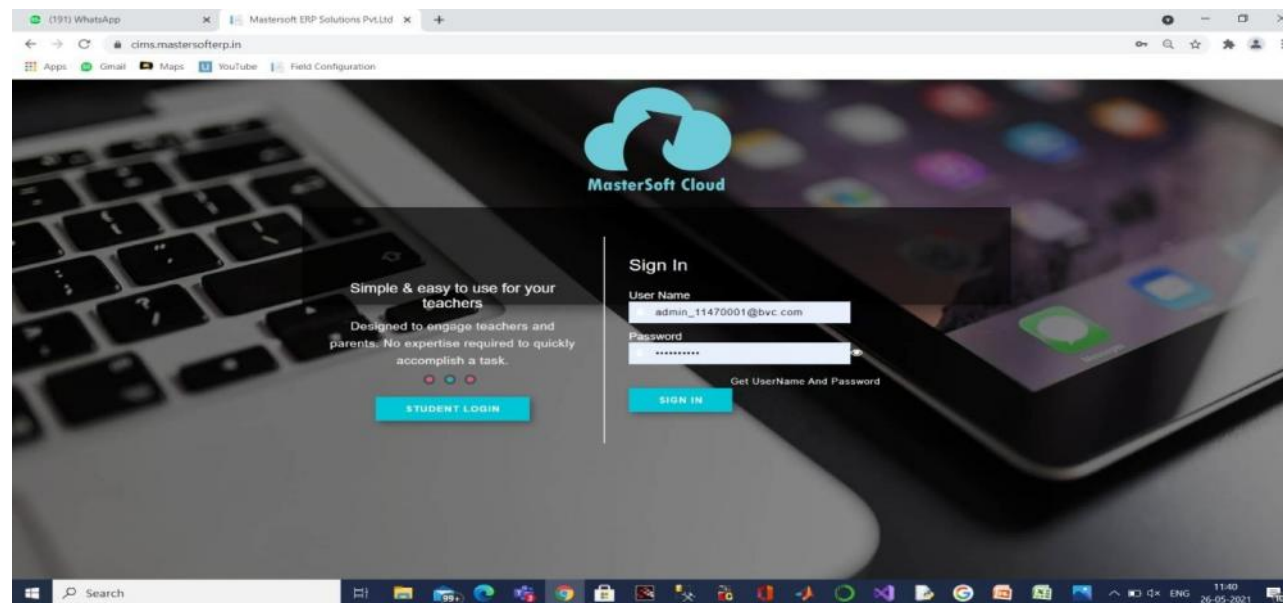 (191) WhatsApp
Mastersoft ERP Solutions Pvt.Ltd
cims.mastersofterp.in
Apps Gmail Maps YouTube Field Configuration
MasterSoft Cloud
Simple & easy to use for your
teachers
Designed to engage teachers and
parents. No expertise required to quickly
accomplish a task.
STUDENT LOGIN
Sign In
User Name
admin_11470001@bvc.com
Password
••••••••••
Get UserName And Password
SIGN IN
Search
99+
ENG
11:40
26-05-2021